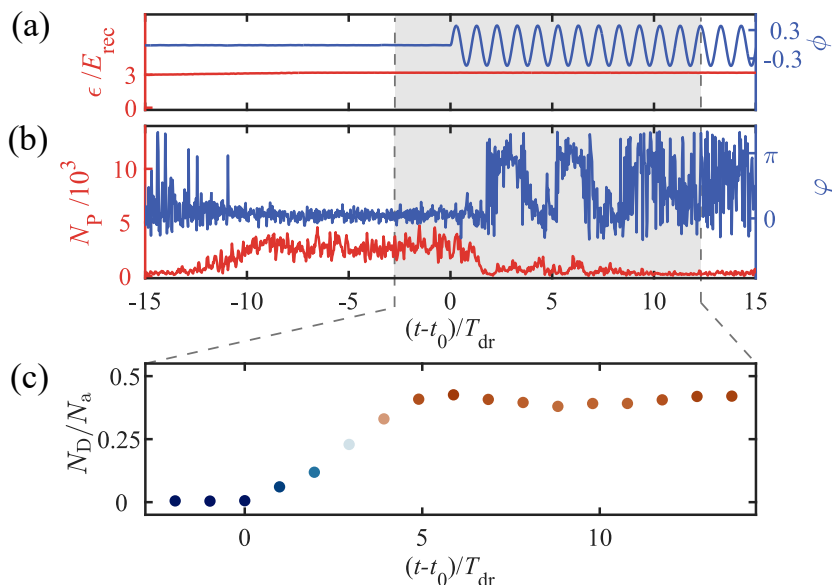 (a)
ϵ/E_rec
3
0
0.3
-0.3
ϕ
(b)
N_P/10^3
10
5
0
π
0
φ
-15 -10 -5 0 5 10 15
(t-t_0)/T_dr
(c)
N_D/N_a
0.5
0.25
0
0 5 10
(t-t_0)/T_dr